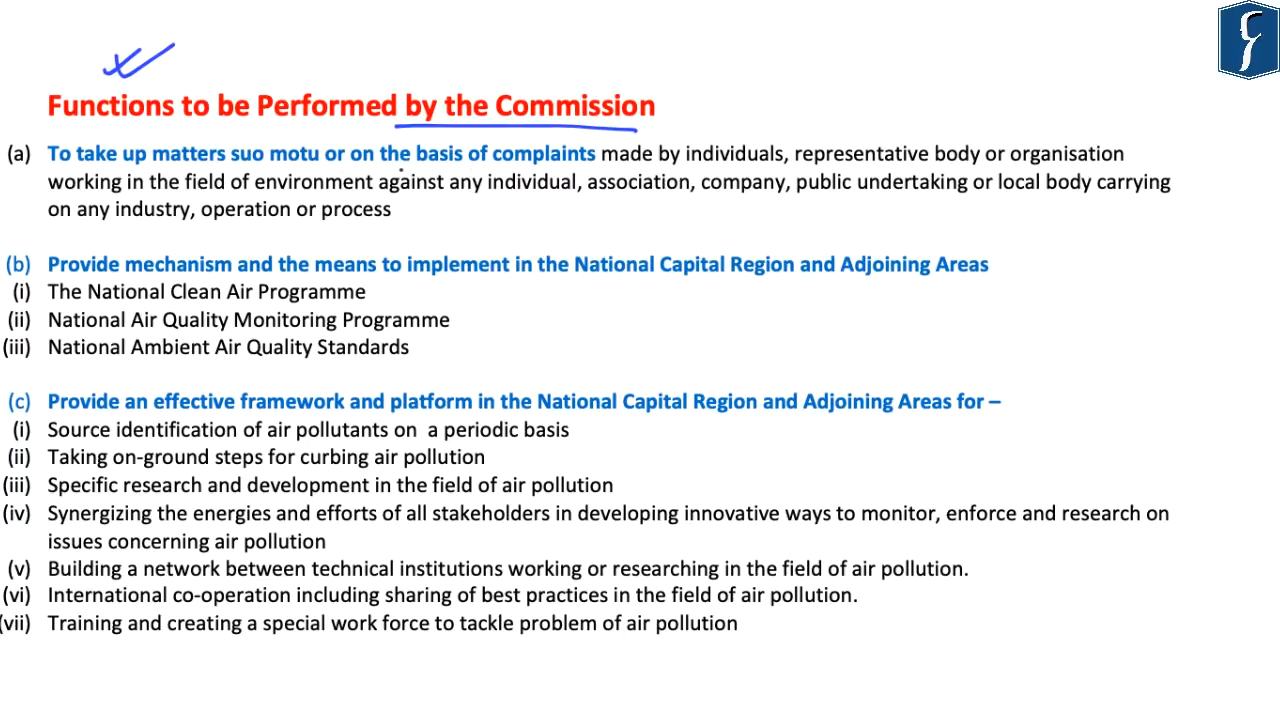 Functions to be Performed by the Commission
(a) To take up matters suo motu or on the basis of complaints made by individuals, representative body or organisation
working in the field of environment against any individual, association, company, public undertaking or local body carrying
on any industry, operation or process
(b) Provide mechanism and the means to implement in the National Capital Region and Adjoining Areas
(i) The National Clean Air Programme
(ii) National Air Quality Monitoring Programme
(iii) National Ambient Air Quality Standards
(c) Provide an effective framework and platform in the National Capital Region and Adjoining Areas for –
(i) Source identification of air pollutants on a periodic basis
(ii) Taking on-ground steps for curbing air pollution
(iii) Specific research and development in the field of air pollution
(iv) Synergizing the energies and efforts of all stakeholders in developing innovative ways to monitor, enforce and research on
issues concerning air pollution
(v) Building a network between technical institutions working or researching in the field of air pollution.
(vi) International co-operation including sharing of best practices in the field of air pollution.
(vii) Training and creating a special work force to tackle problem of air pollution